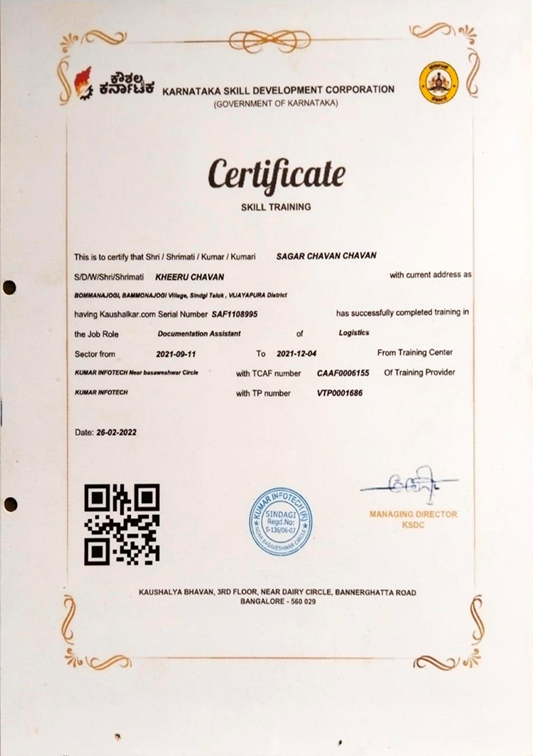 ಕೌಶಲ್ಯ
ಕರ್ನಾಟಕ
KARNATAKA SKILL DEVELOPMENT CORPORATION
(GOVERNMENT OF KARNATAKA)
Certificate
SKILL TRAINING
This is to certify that Shri / Shrimati / Kumar / Kumari SAGAR CHAVAN CHAVAN
S/D/W/Shri/Shrimati KHEERU CHAVAN with current address as
BOMMANAJOGI, BAMMONAJOGI Village, Sindgi Taluk , VIJAYAPURA District
having Kaushalkar.com Serial Number SAF1108995 has successfully completed training in
the Job Role Documentation Assistant of Logistics
Sector from 2021-09-11 To 2021-12-04 From Training Center
KUMAR INFOTECH Near basaweshwar Circle with TCAF number CAAF0006155 Of Training Provider
KUMAR INFOTECH with TP number VTP0001686
Date: 26-02-2022
KUMAR INFOTECH (R)
SINDAGI
Regd.No:
S-136/06-07
NEAR BASAVESHWAR CIRCLE
MANAGING DIRECTOR
KSDC
KAUSHALYA BHAVAN, 3RD FLOOR, NEAR DAIRY CIRCLE, BANNERGHATTA ROAD
BANGALORE - 560 029